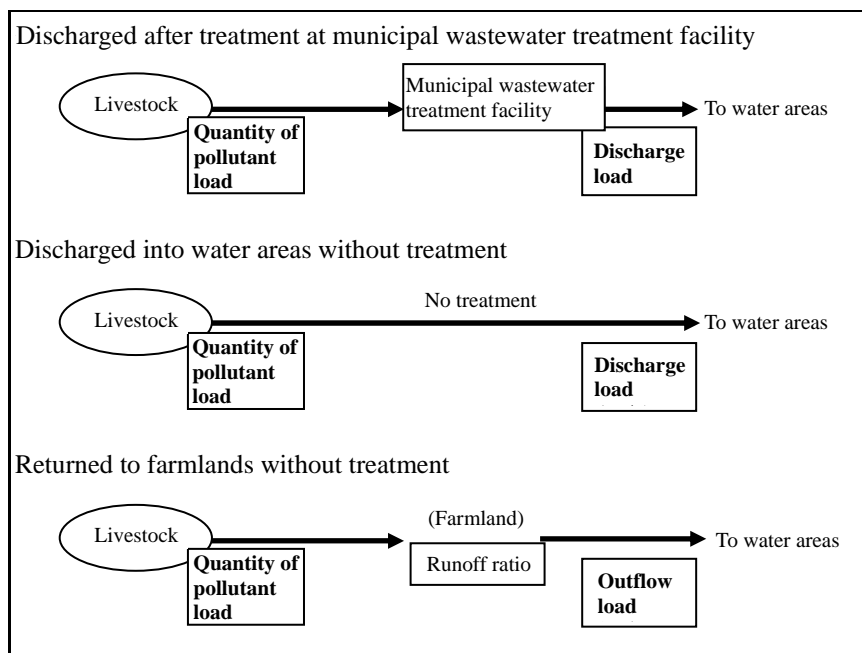 Discharged after treatment at municipal wastewater treatment facility
Livestock
Quantity of
pollutant
load
Municipal wastewater
treatment facility
Discharge
load
To water areas
Discharged into water areas without treatment
Livestock
Quantity of
pollutant
load
No treatment
Discharge
load
To water areas
Returned to farmlands without treatment
Livestock
Quantity of
pollutant
load
(Farmland)
Runoff ratio
Outflow
load
To water areas